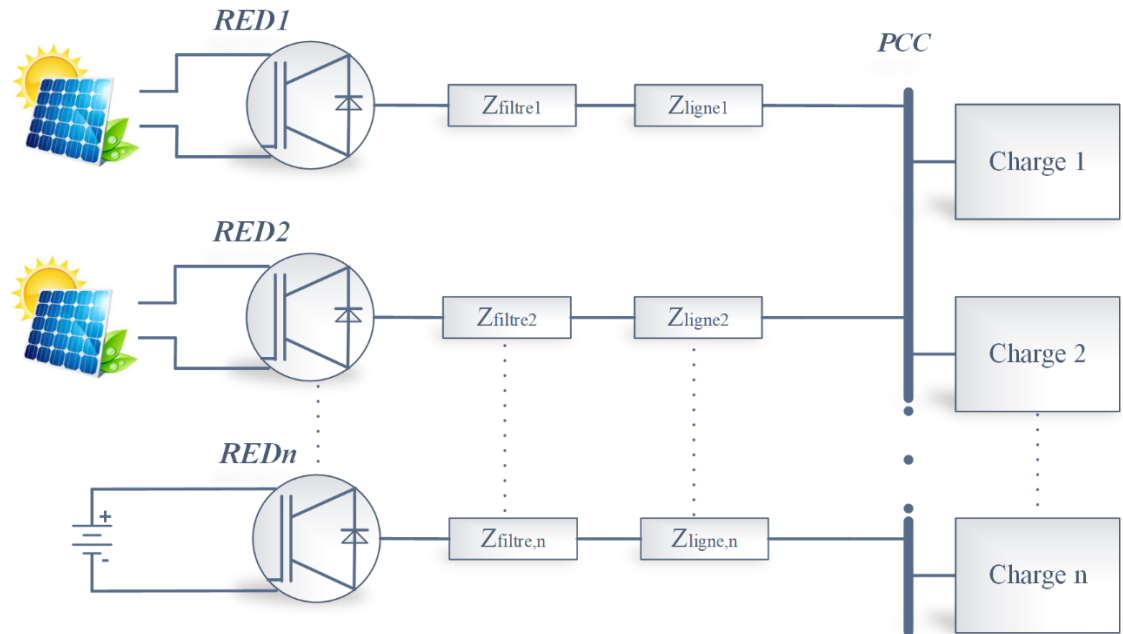 RED1
PCC
Zfiltre1
Zligne1
Charge 1
RED2
Zfiltre2
Zligne2
Charge 2
REDn
+
-
Zfiltre,n
Zligne,n
Charge n